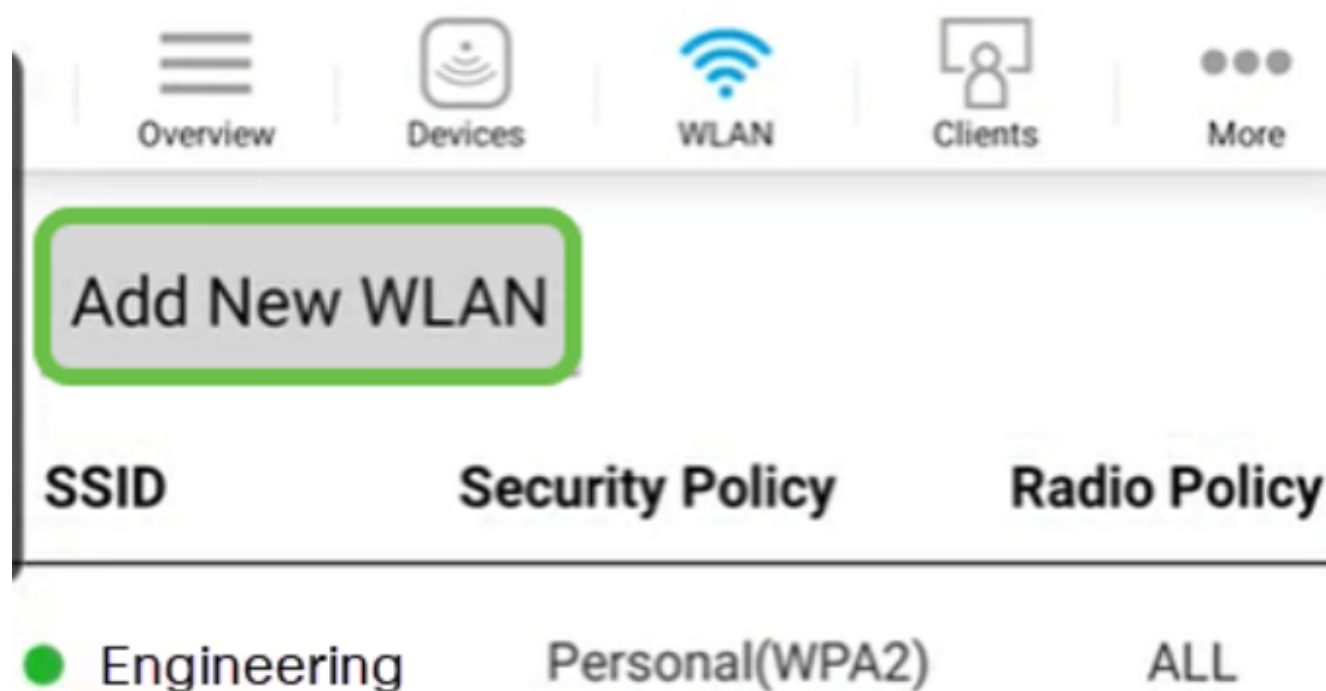 Overview Devices WLAN Clients More
Add New WLAN
SSID Security Policy Radio Policy
Engineering Personal(WPA2) ALL